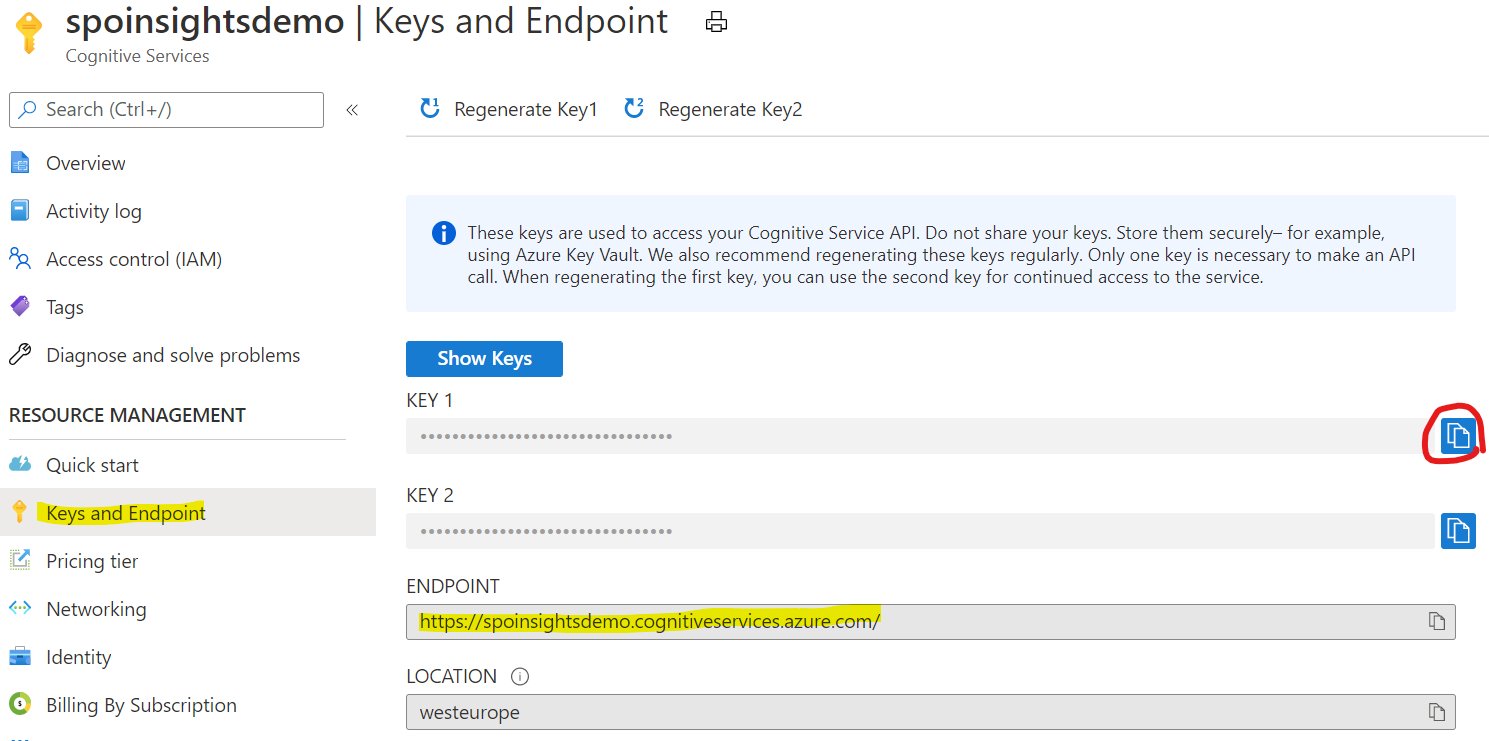 spoinsightsdemo | Keys and Endpoint
Cognitive Services
Search (Ctrl+/)
«
Overview
Activity log
Access control (IAM)
Tags
Diagnose and solve problems
RESOURCE MANAGEMENT
Quick start
Keys and Endpoint
Pricing tier
Networking
Identity
Billing By Subscription
1 Regenerate Key1
2 Regenerate Key2
These keys are used to access your Cognitive Service API. Do not share your keys. Store them securely– for example,
using Azure Key Vault. We also recommend regenerating these keys regularly. Only one key is necessary to make an API
call. When regenerating the first key, you can use the second key for continued access to the service.
Show Keys
KEY 1
••••••••••••••••••••••••••••••••
KEY 2
••••••••••••••••••••••••••••••••
ENDPOINT
https://spoinsightsdemo.cognitiveservices.azure.com/
LOCATION
westeurope